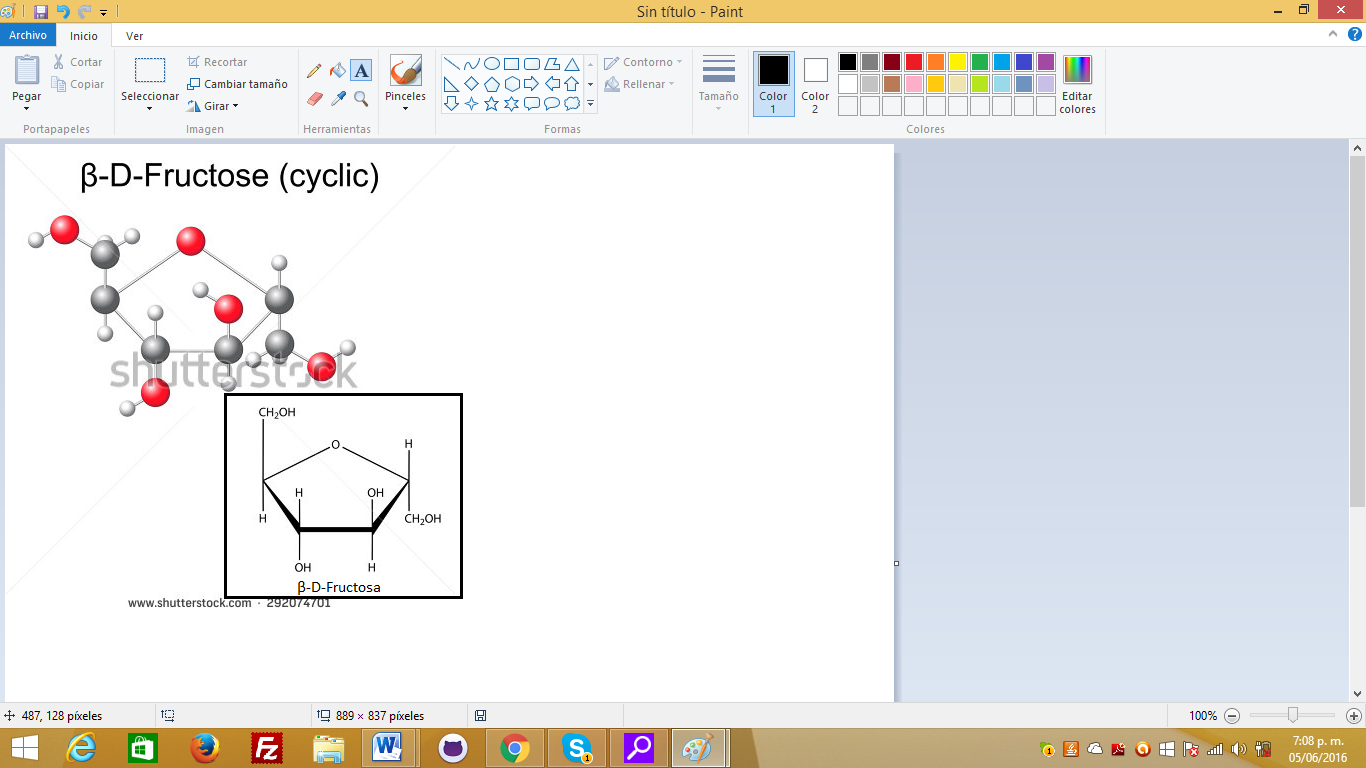 Sin título - Paint
Archivo Inicio Ver
Pegar
Cortar
Copiar
Portapapeles
Seleccionar
Recortar
Cambiar tamaño
Girar
Imagen
A
Herramientas
Pinceles
Contorno
Rellenar
Formas
Tamaño
Color 1
Color 2
Editar colores
Colores
β-D-Fructose (cyclic)
shutterstock
CH₂OH
O
H
H
OH
H
CH₂OH
OH
H
β-D-Fructosa
www.shutterstock.com · 292074701
487, 128 píxeles
889 × 837 píxeles
100%
7:08 p. m.
05/06/2016